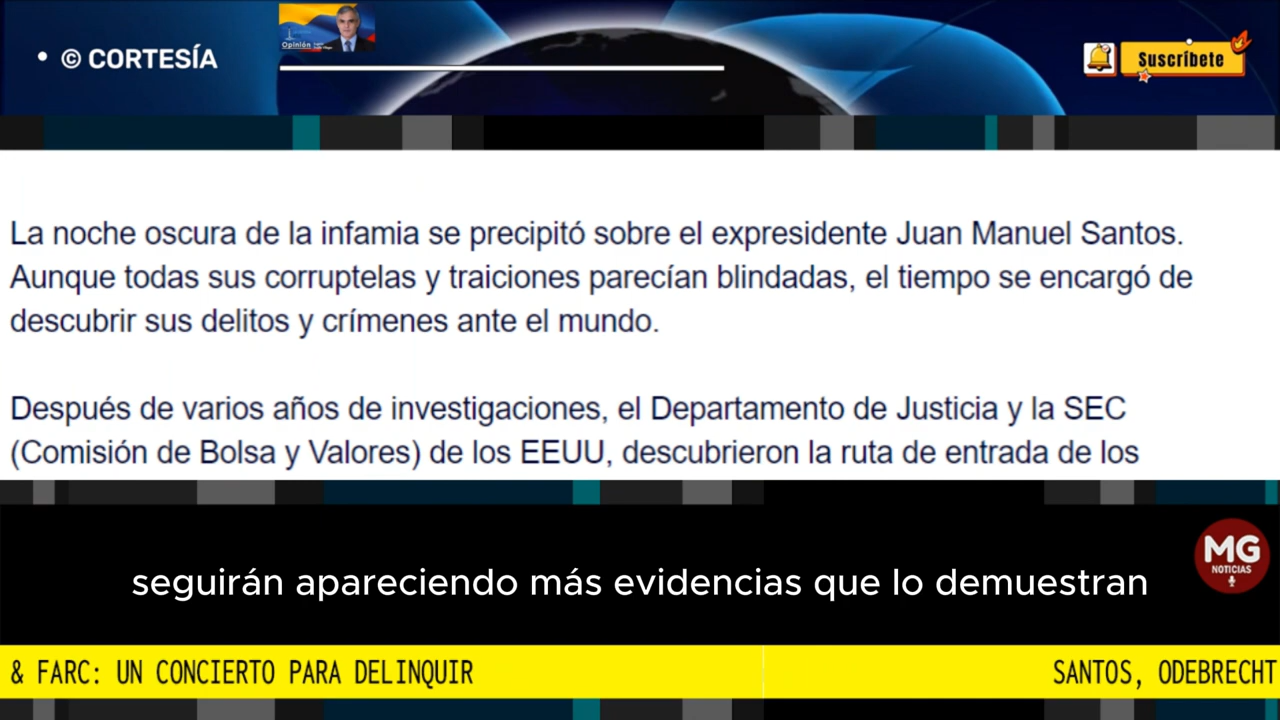 • © CORTESÍA
Opinión
Suscríbete
La noche oscura de la infamia se precipitó sobre el expresidente Juan Manuel Santos.
Aunque todas sus corruptelas y traiciones parecían blindadas, el tiempo se encargó de
descubrir sus delitos y crímenes ante el mundo.
Después de varios años de investigaciones, el Departamento de Justicia y la SEC
(Comisión de Bolsa y Valores) de los EEUU, descubrieron la ruta de entrada de los
MG
NOTICIAS
seguirán apareciendo más evidencias que lo demuestran
& FARC: UN CONCIERTO PARA DELINQUIR
SANTOS, ODEBRECHT